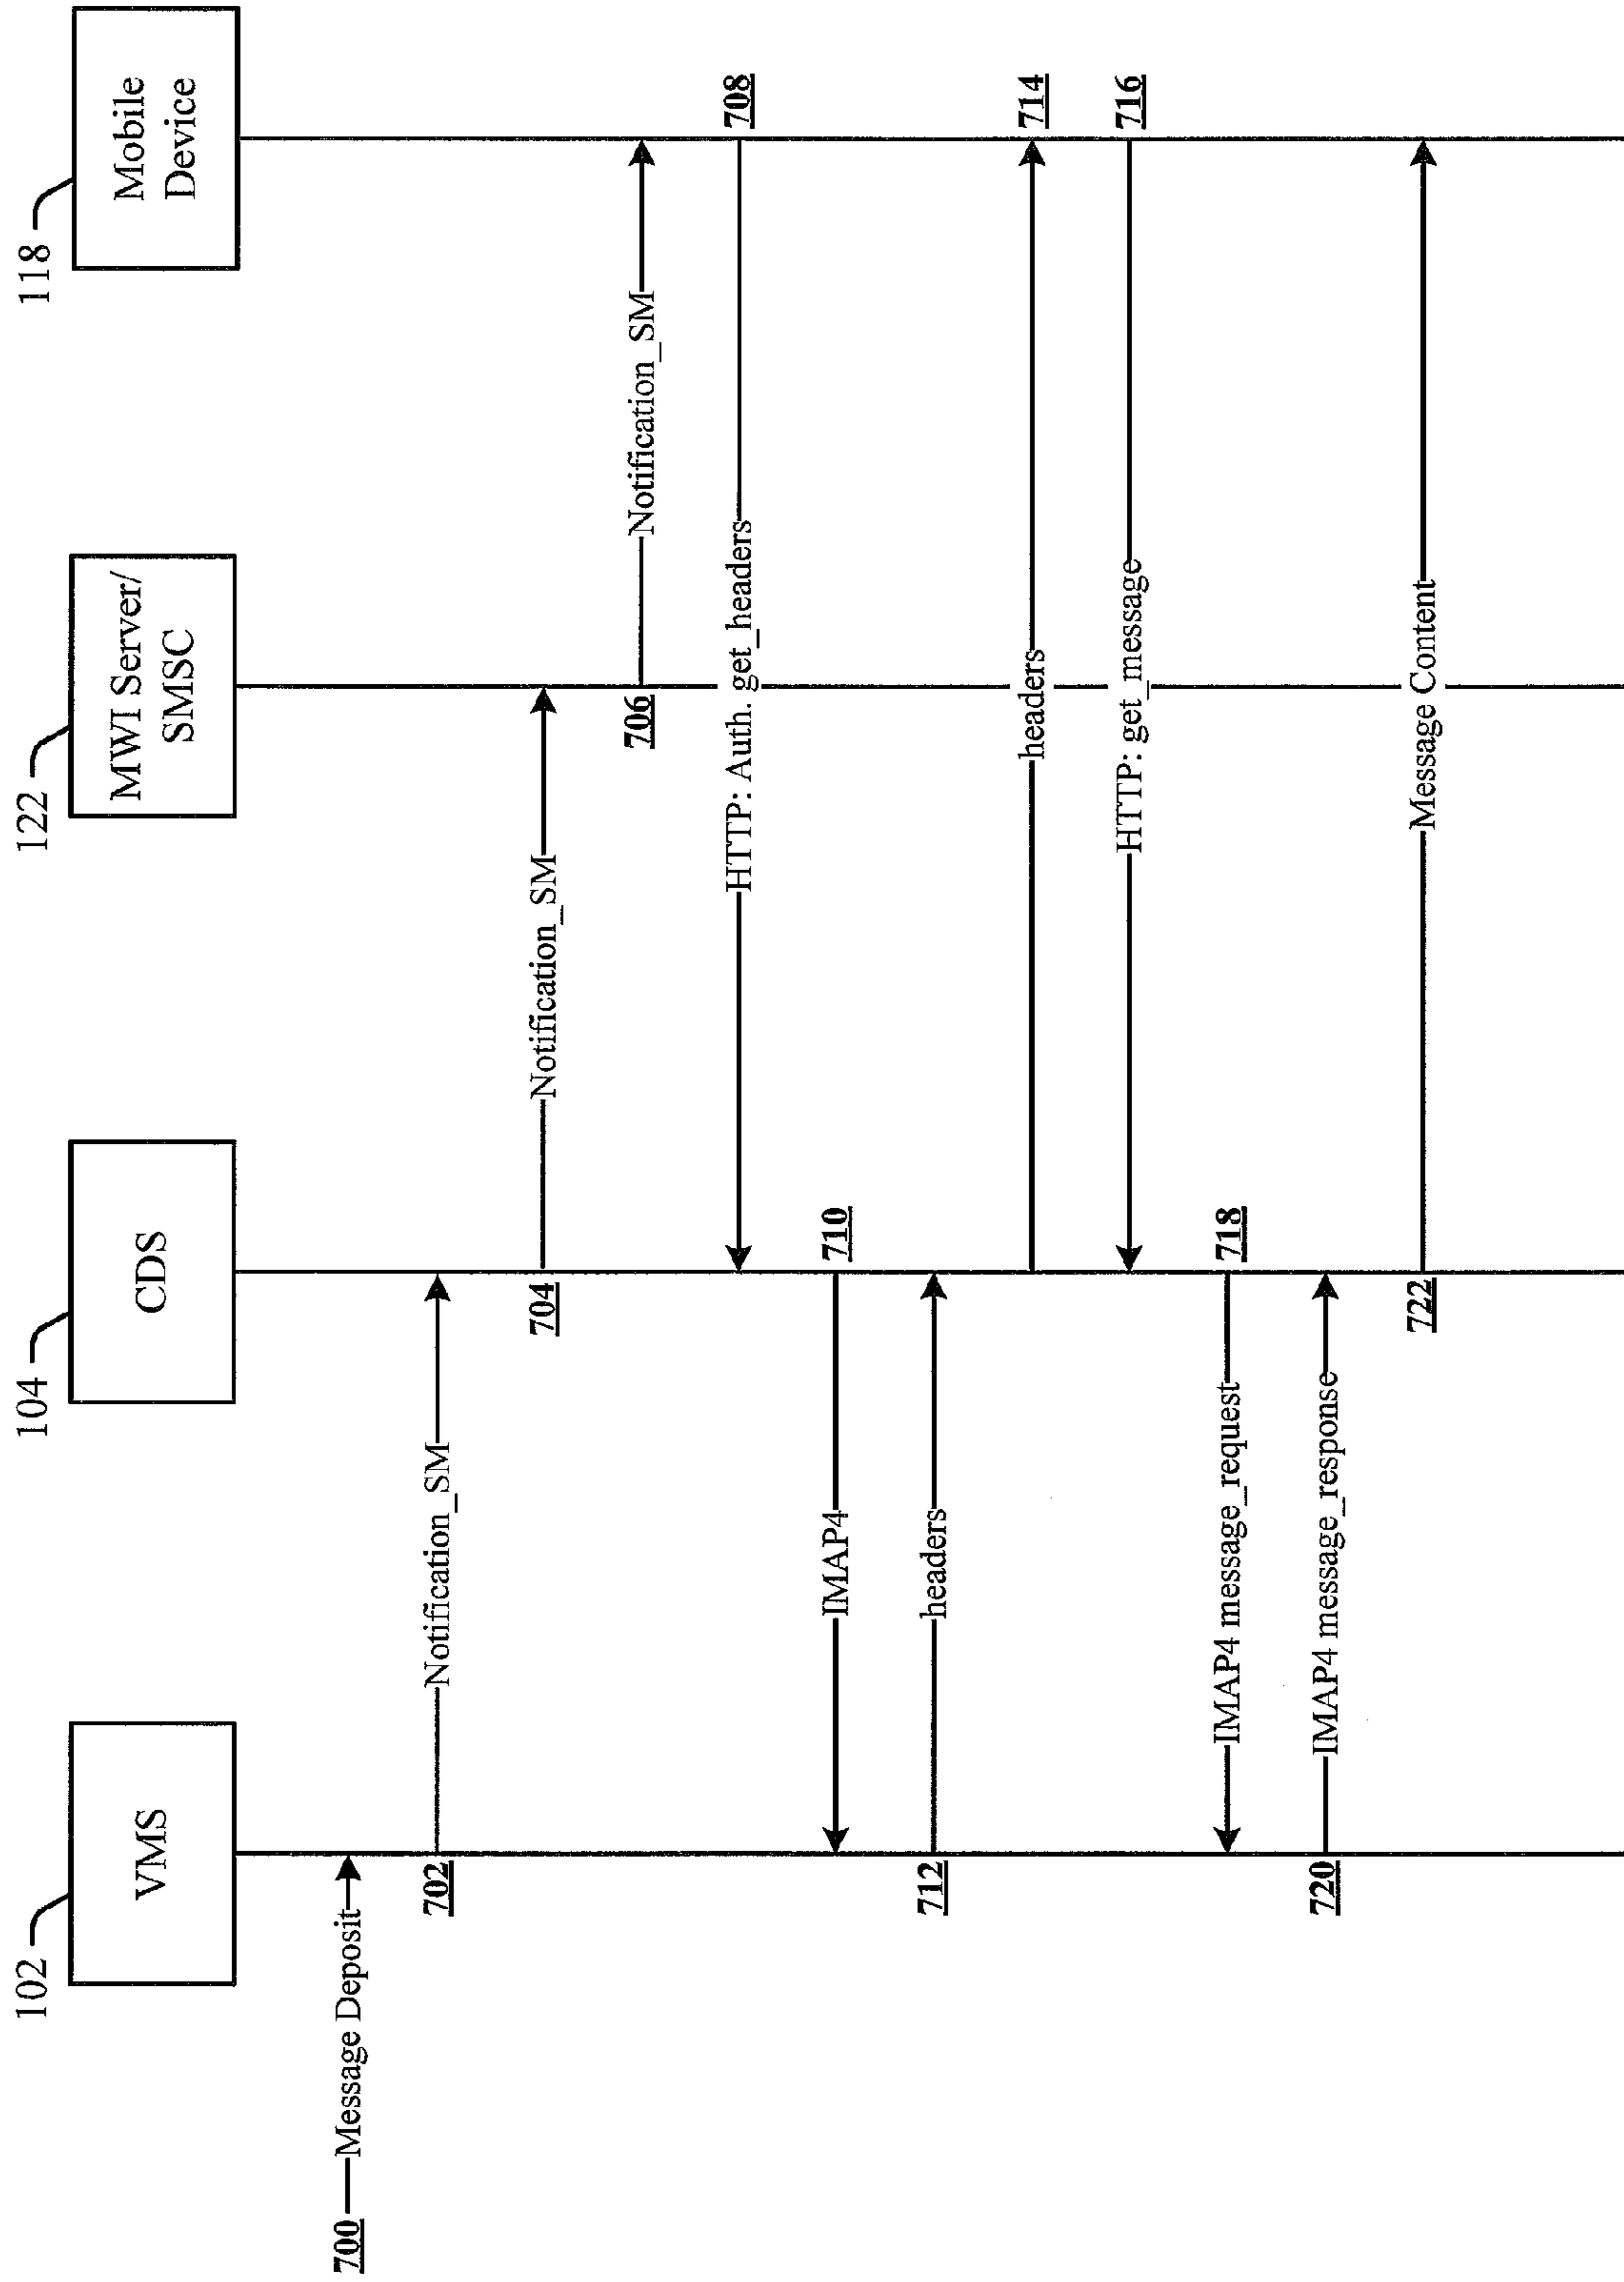 102
104
122
118
VMS
CDS
MWI Server/
SMSC
Mobile
Device
700
Message Deposit
702
Notification_SM
704
Notification_SM
706
Notification_SM
708
HTTP: Auth. get_headers
710
IMAP4
712
headers
714
headers
716
HTTP: get_message
718
IMAP4 message_request
720
IMAP4 message_response
722
Message Content